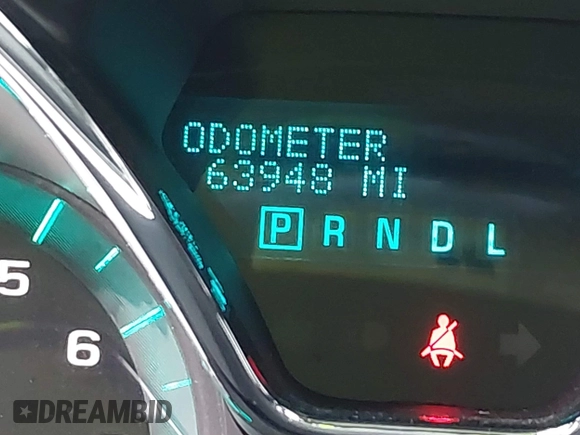 ODOMETER
63948 MI
P R N D L
5
6
DREAMBID